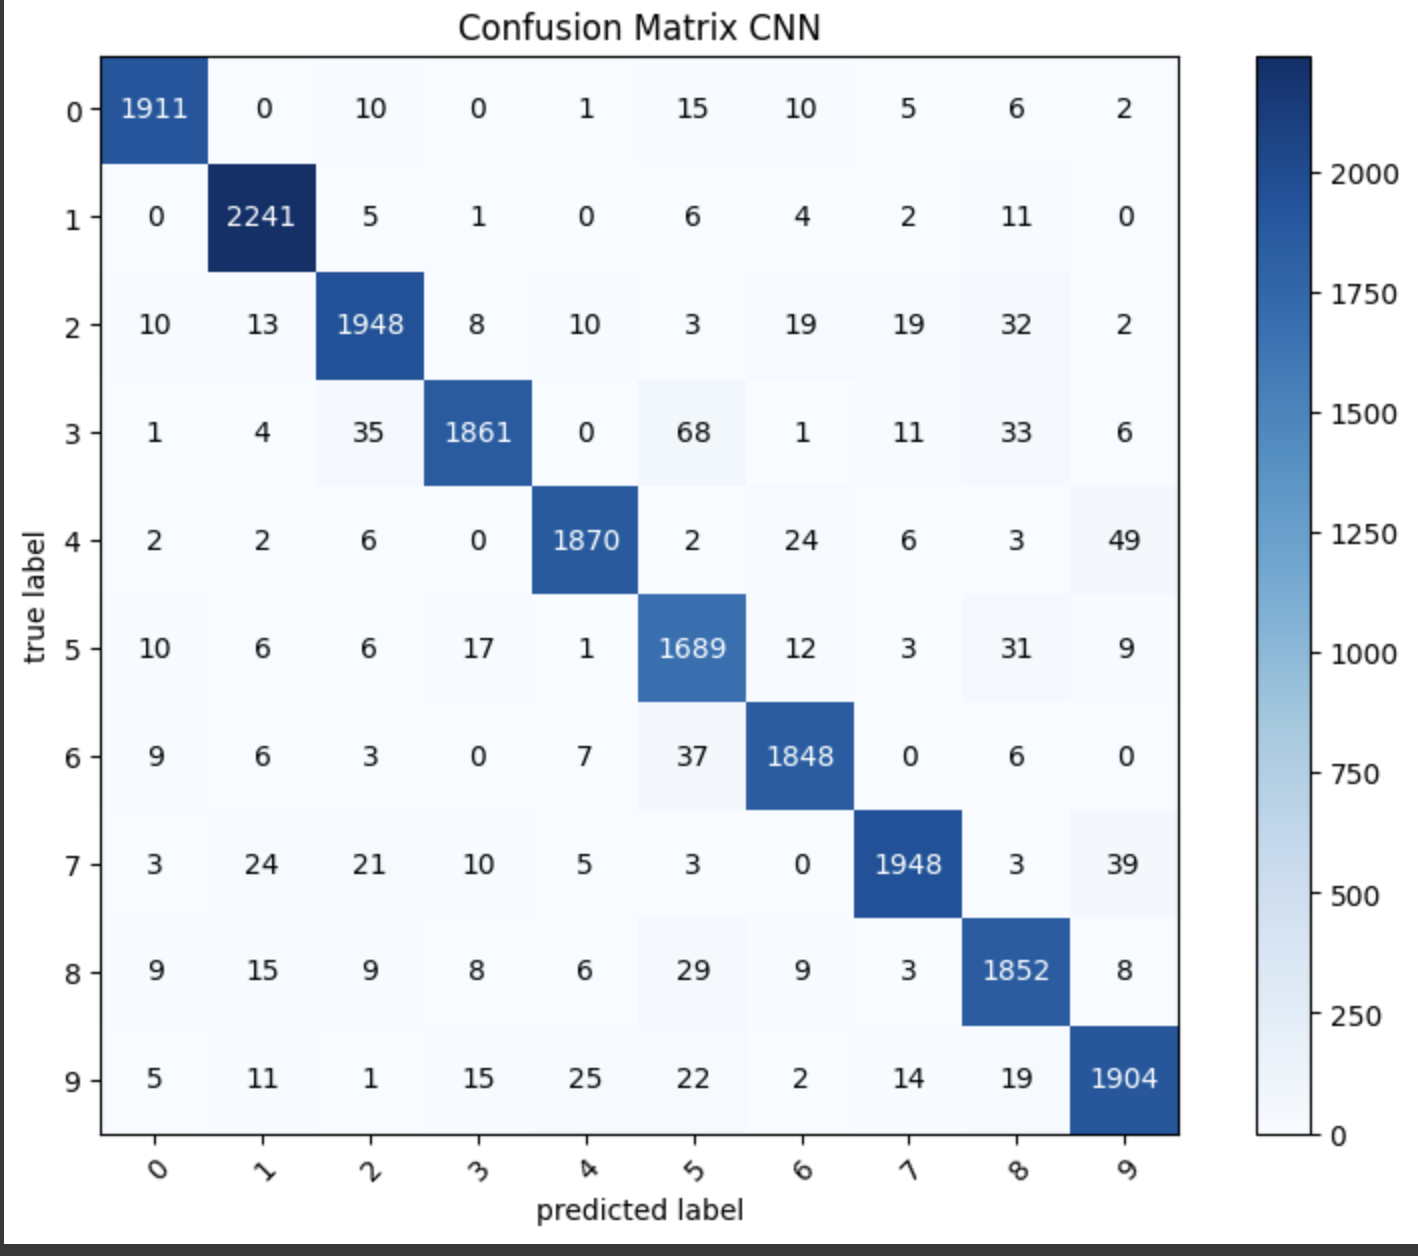 Confusion Matrix CNN
0 1911 0 10 0 1 15 10 5 6 2
1 0 2241 5 1 0 6 4 2 11 0
2 10 13 1948 8 10 3 19 19 32 2
3 1 4 35 1861 0 68 1 11 33 6
4 2 2 6 0 1870 2 24 6 3 49
5 10 6 6 17 1 1689 12 3 31 9
6 9 6 3 0 7 37 1848 0 6 0
7 3 24 21 10 5 3 0 1948 3 39
8 9 15 9 8 6 29 9 3 1852 8
9 5 11 1 15 25 22 2 14 19 1904
true label
0 1 2 3 4 5 6 7 8 9
predicted label
2000
1750
1500
1250
1000
750
500
250
0